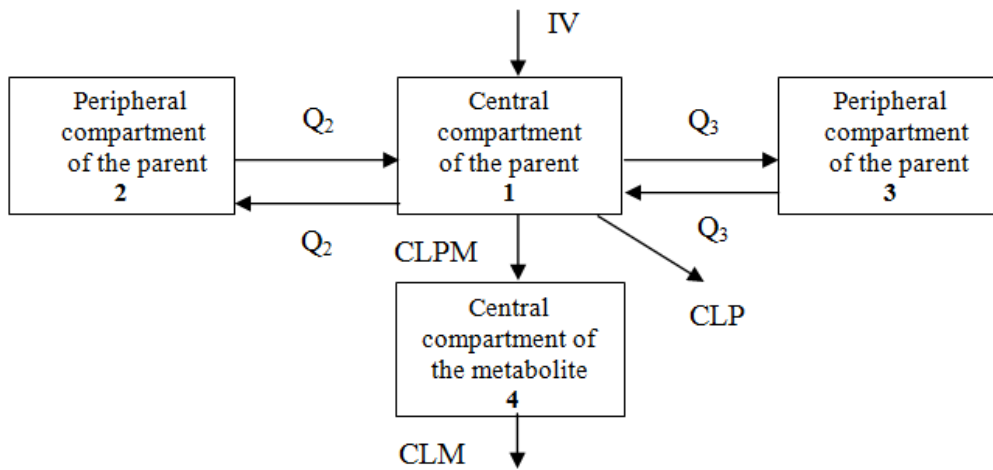 IV
Peripheral
compartment
of the parent
2
Q₂
Q₂
Central
compartment
of the parent
1
Q₃
Q₃
Peripheral
compartment
of the parent
3
CLPM
CLP
Central
compartment of
the metabolite
4
CLM